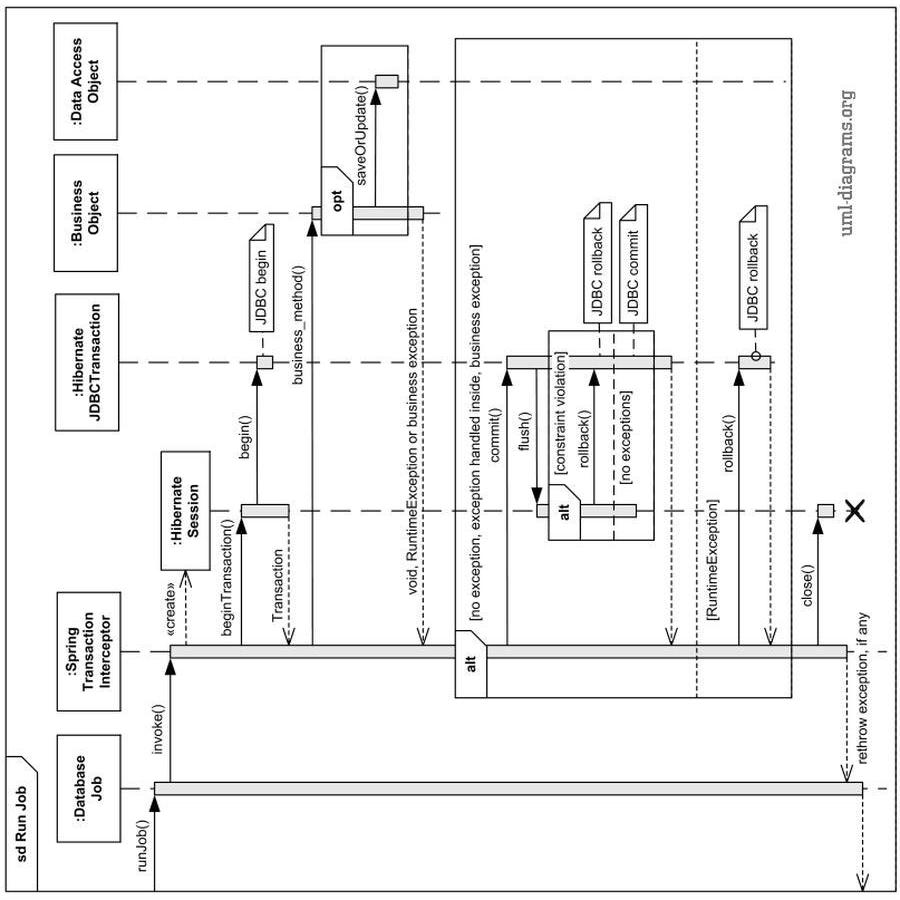 sd Run Job
:Database
Job
:Spring
Transaction
Interceptor
:Hibernate
Session
:Hibernate
JDBCTransaction
:Business
Object
:Data Access
Object
runJob()
invoke()
«create»
beginTransaction()
begin()
JDBC begin
Transaction
business_method()
opt
saveOrUpdate()
void, RuntimeException or business exception
alt
[no exception, exception handled inside, business exception]
commit()
flush()
alt
[constraint violation]
rollback()
JDBC rollback
[no exceptions]
JDBC commit
[RuntimeException]
rollback()
JDBC rollback
close()
rethrow exception, if any
uml-diagrams.org